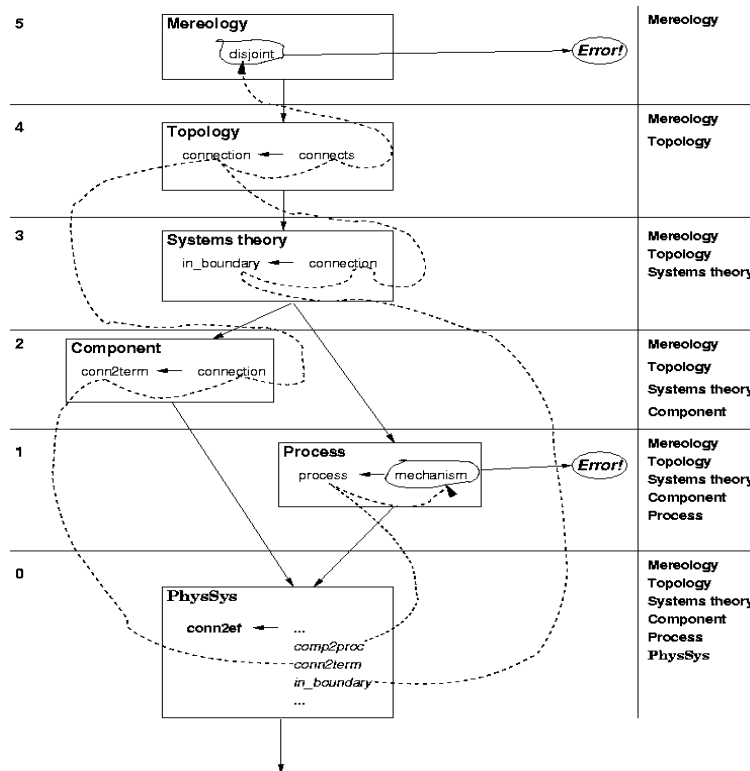 5
Mereology
disjoint
Error!
Mereology
4
Topology
connection
connects
Mereology
Topology
3
Systems theory
in_boundary
connection
Mereology
Topology
Systems theory
2
Component
conn2term
connection
Mereology
Topology
Systems theory
Component
1
Process
process
mechanism
Error!
Mereology
Topology
Systems theory
Component
Process
0
PhysSys
conn2ef
...
comp2proc
conn2term
in_boundary
...
Mereology
Topology
Systems theory
Component
Process
PhysSys